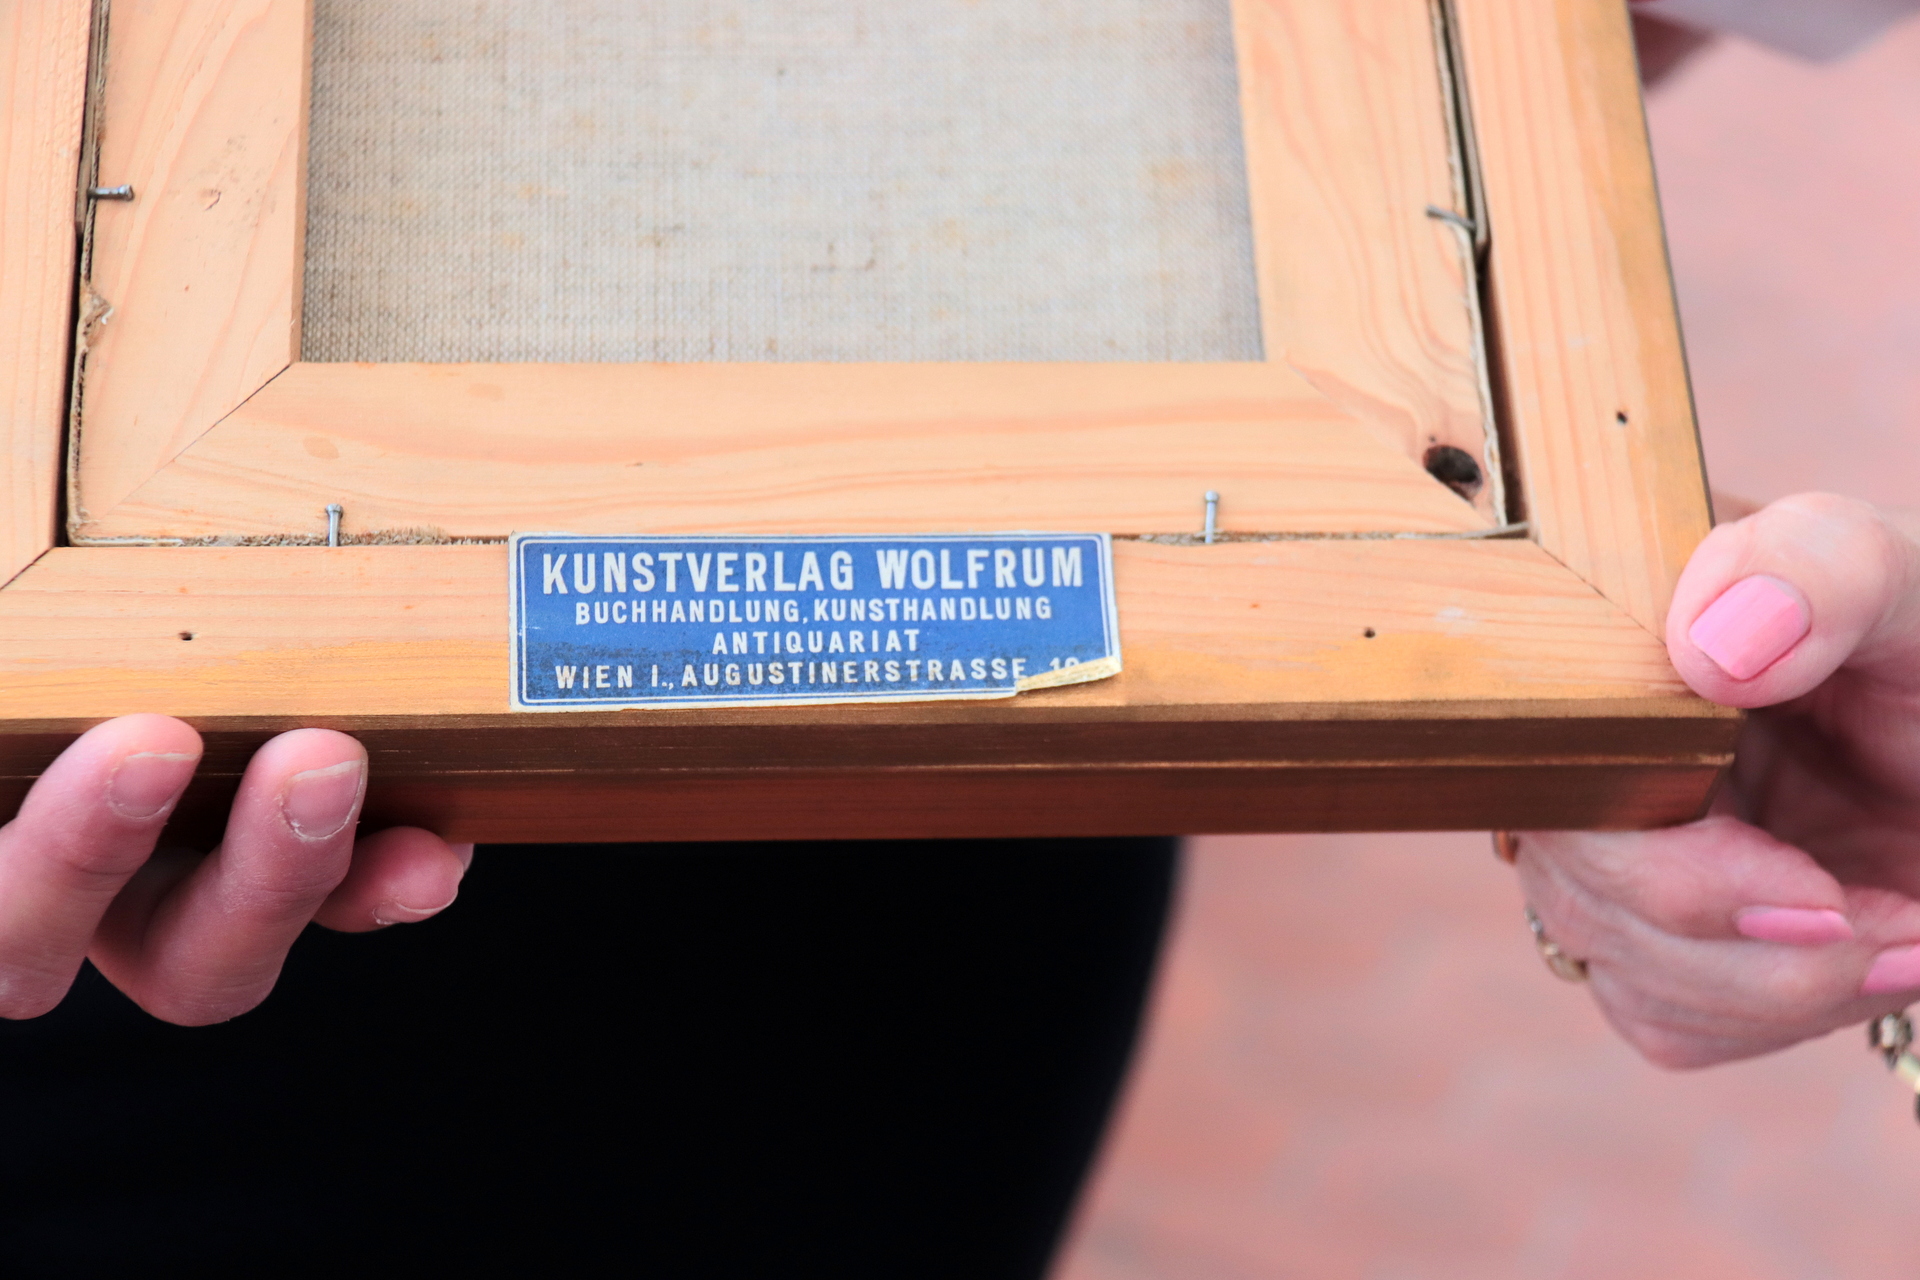 KUNSTVERLAG WOLFRUM
BUCHHANDLUNG, KUNSTHANDLUNG
ANTIQUARIAT
WIEN I., AUGUSTINERSTRASSE